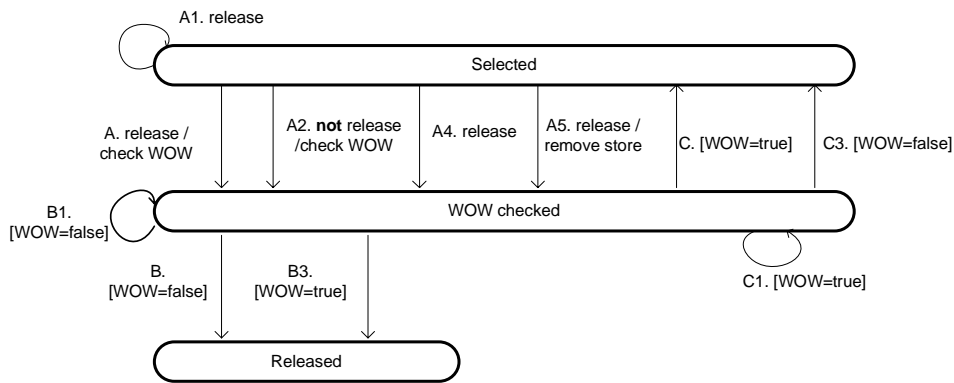 A1. release
Selected
A. release /
check WOW
A2. not release
/check WOW
A4. release
A5. release /
remove store
C. [WOW=true]
C3. [WOW=false]
B1.
[WOW=false]
WOW checked
B.
[WOW=false]
B3.
[WOW=true]
C1. [WOW=true]
Released